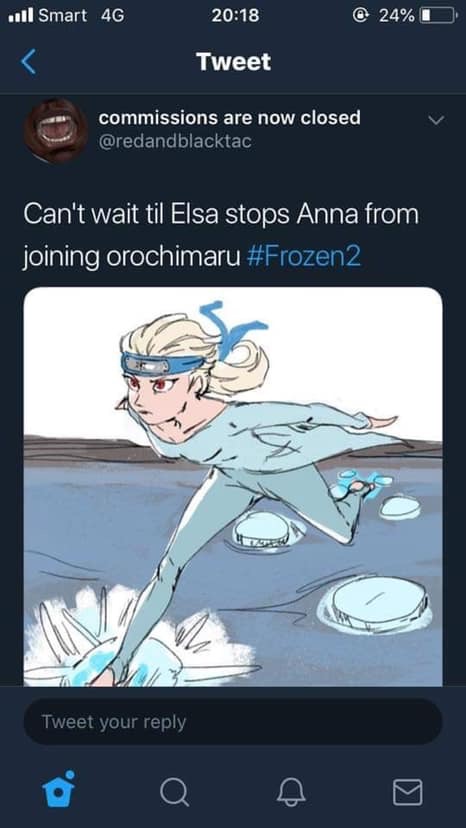 Smart 4G 20:18 24%
Tweet
commissions are now closed
@redandblacktac
Can't wait til Elsa stops Anna from
joining orochimaru #Frozen2
Tweet your reply